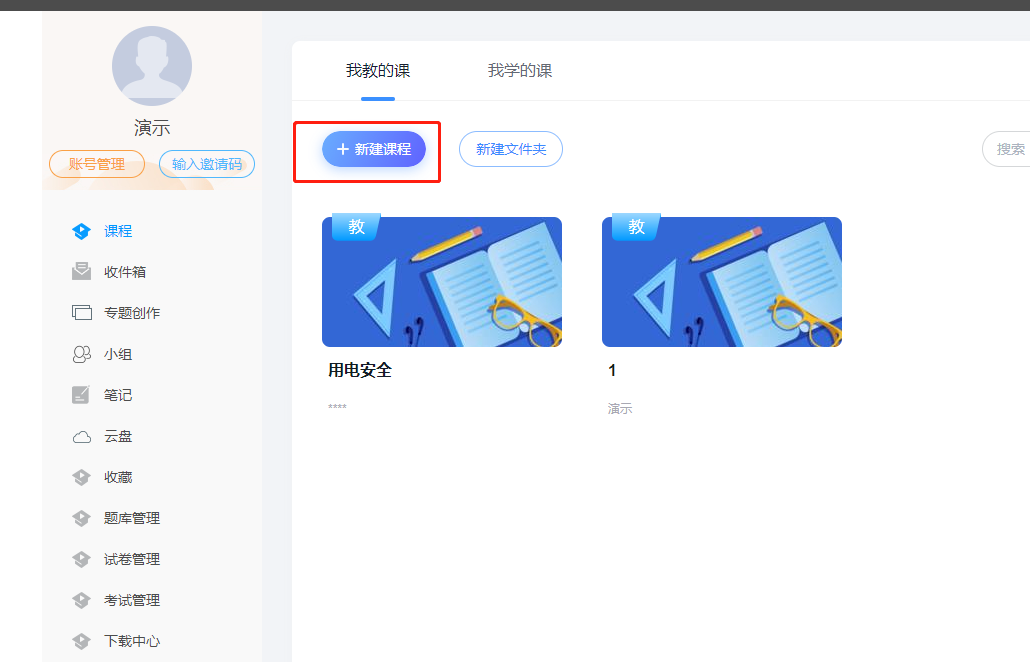 演示
账号管理
输入邀请码
课程
收件箱
专题创作
小组
笔记
云盘
收藏
题库管理
试卷管理
考试管理
下载中心
我教的课
我学的课
+ 新建课程
新建文件夹
搜索
教
用电安全
****
教
1
演示